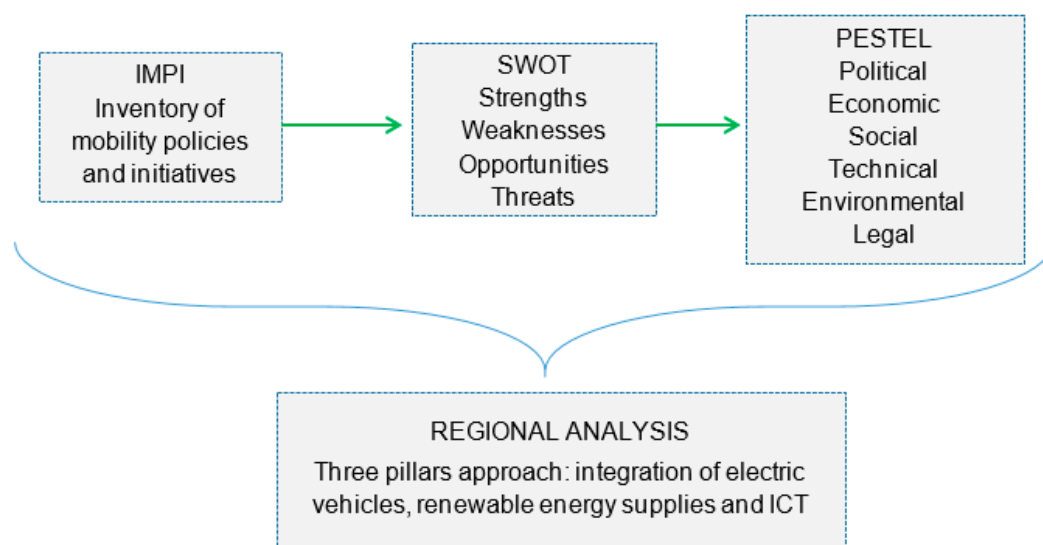 IMPI
Inventory of
mobility policies
and initiatives
SWOT
Strengths
Weaknesses
Opportunities
Threats
PESTEL
Political
Economic
Social
Technical
Environmental
Legal
REGIONAL ANALYSIS
Three pillars approach: integration of electric
vehicles, renewable energy supplies and ICT